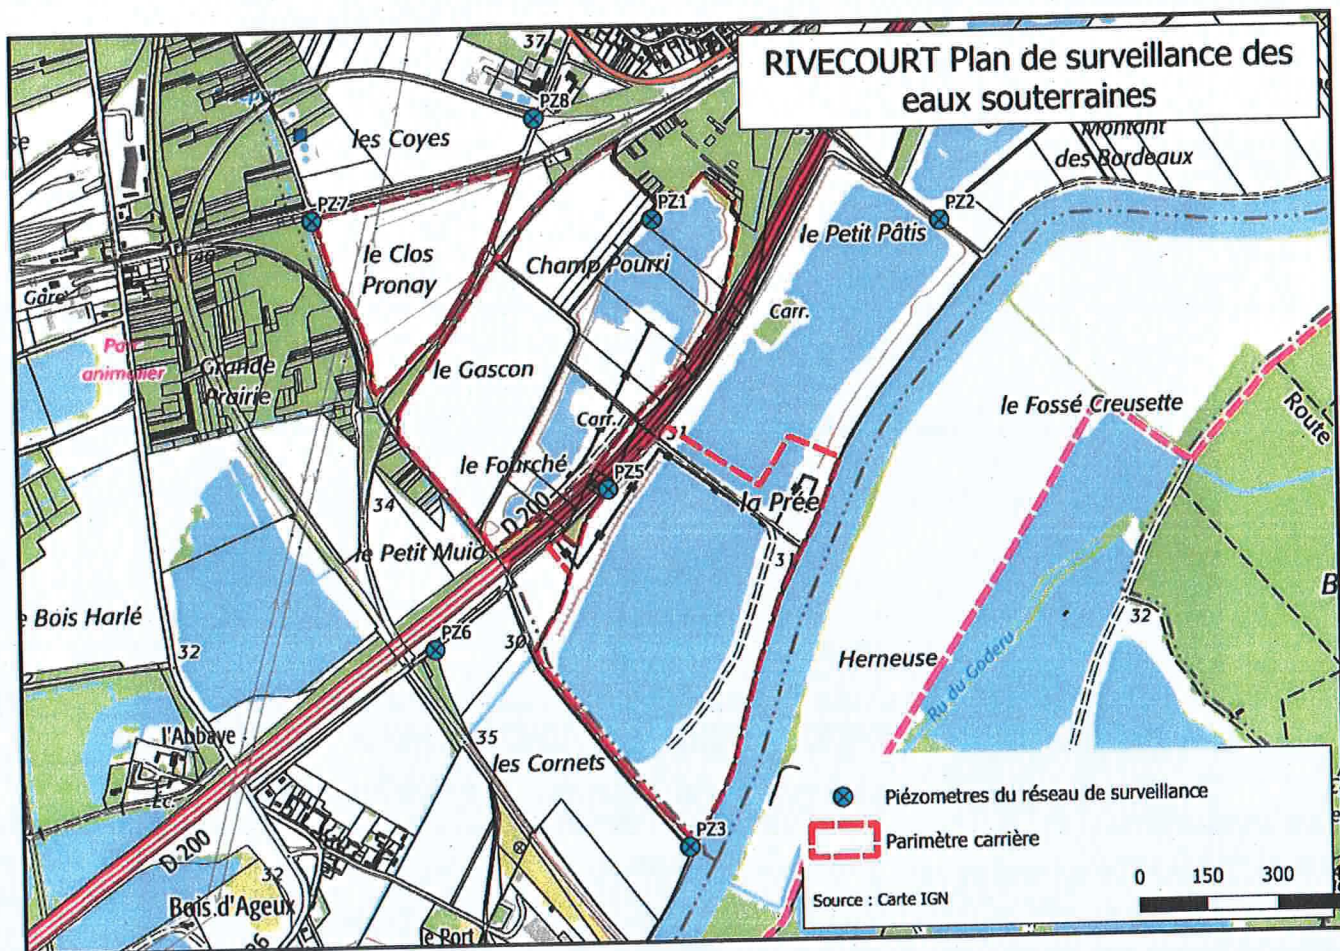 RIVECOURT Plan de surveillance des
eaux souterraines
37
PZ8
les Coyes
Montant
des Bordeaux
PZ7
PZ1
PZ2
le Petit Pâtis
le Clos
Pronay
Champ Pourri
40
Gare
Carr.
Parc
animalier
Grande
Prairie
le Gascon
le Fossé Creusette
Route
Carr.
31
le Fourché
PZ5
D 200
la Prée
34
le Petit Muid
31
Bois Harlé
32
B
32
PZ6
30
Herneuse
Ru du Goderu
l'Abbaye
35
les Cornets
Ec.
D 200
32
PZ3
Bois d'Ageux
le Port
Piézometres du réseau de surveillance
Parimètre carrière
Source : Carte IGN
0 150 300